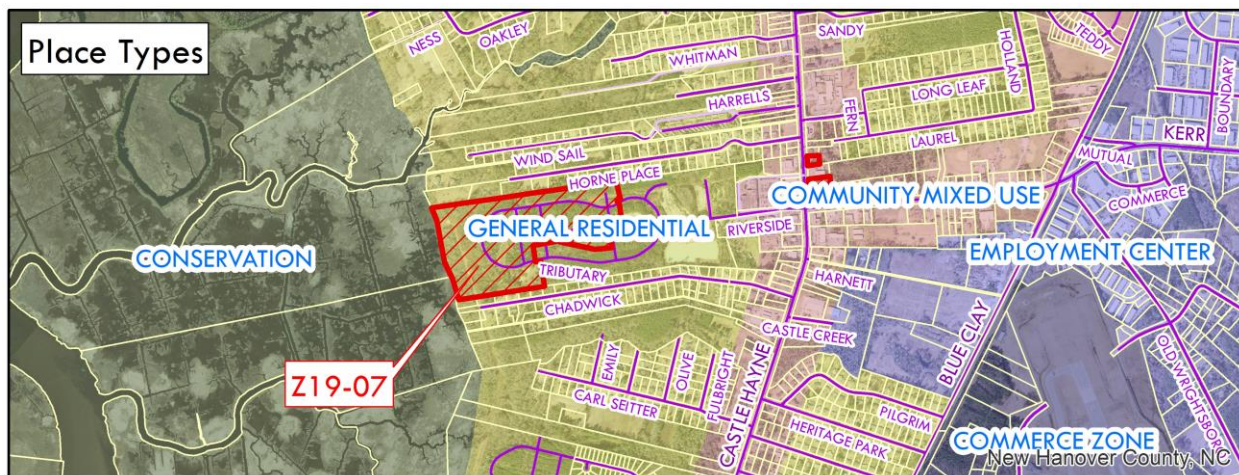 Place Types
NESS
OAKLEY
WHITMAN
SANDY
HOLLAND
TEDDY
BOUNDARY
HARRELLS
LONG LEAF
FERN
KERR
WIND SAIL
LAUREL
MUTUAL
HORNE PLACE
COMMUNITY MIXED USE
COMMERCE
GENERAL RESIDENTIAL
RIVERSIDE
CONSERVATION
EMPLOYMENT CENTER
TRIBUTARY
HARNETT
CHADWICK
CASTLE CREEK
BLUE CLAY
OLD WRIGHTSBORO
Z19-07
EMILY
OLIVE
FULBRIGHT
CASTLE HAYNE
CARL SEITTER
PILGRIM
HERITAGE PARK
COMMERCE ZONE
New Hanover County, NC